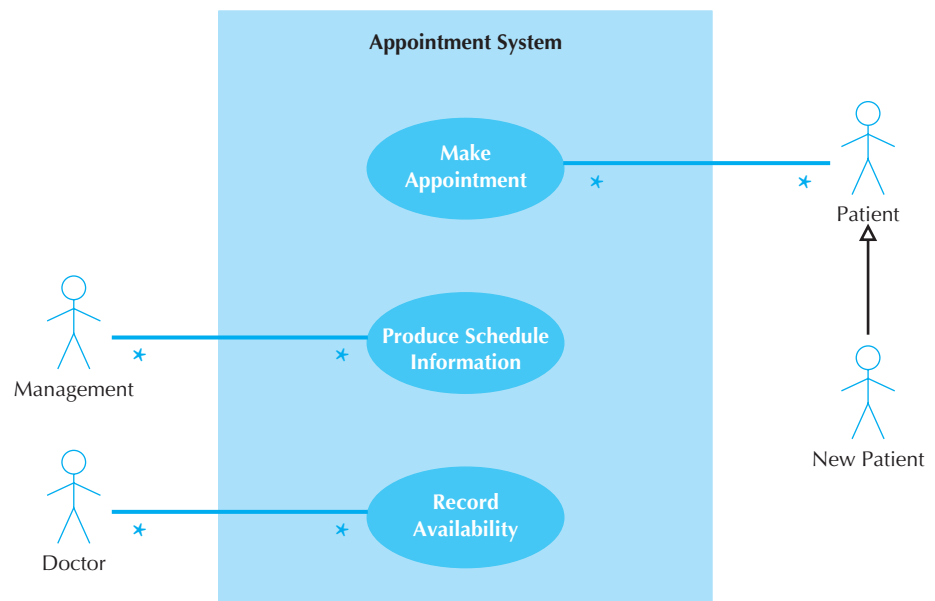 Appointment System
Make
Appointment
*
*
Patient
Produce Schedule
Information
*
*
Management
New Patient
Record
Availability
*
*
Doctor